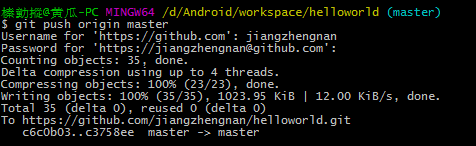 榛勭摐@黄瓜-PC MINGW64 /d/Android/workspace/helloworld (master)
$ git push origin master
Username for 'https://github.com': jiangzhengnan
Password for 'https://jiangzhengnan@github.com':
Counting objects: 35, done.
Delta compression using up to 4 threads.
Compressing objects: 100% (23/23), done.
Writing objects: 100% (35/35), 1023.95 KiB | 12.00 KiB/s, done.
Total 35 (delta 0), reused 0 (delta 0)
To https://github.com/jiangzhengnan/helloworld.git
   c6c0b03..c3758ee  master -> master